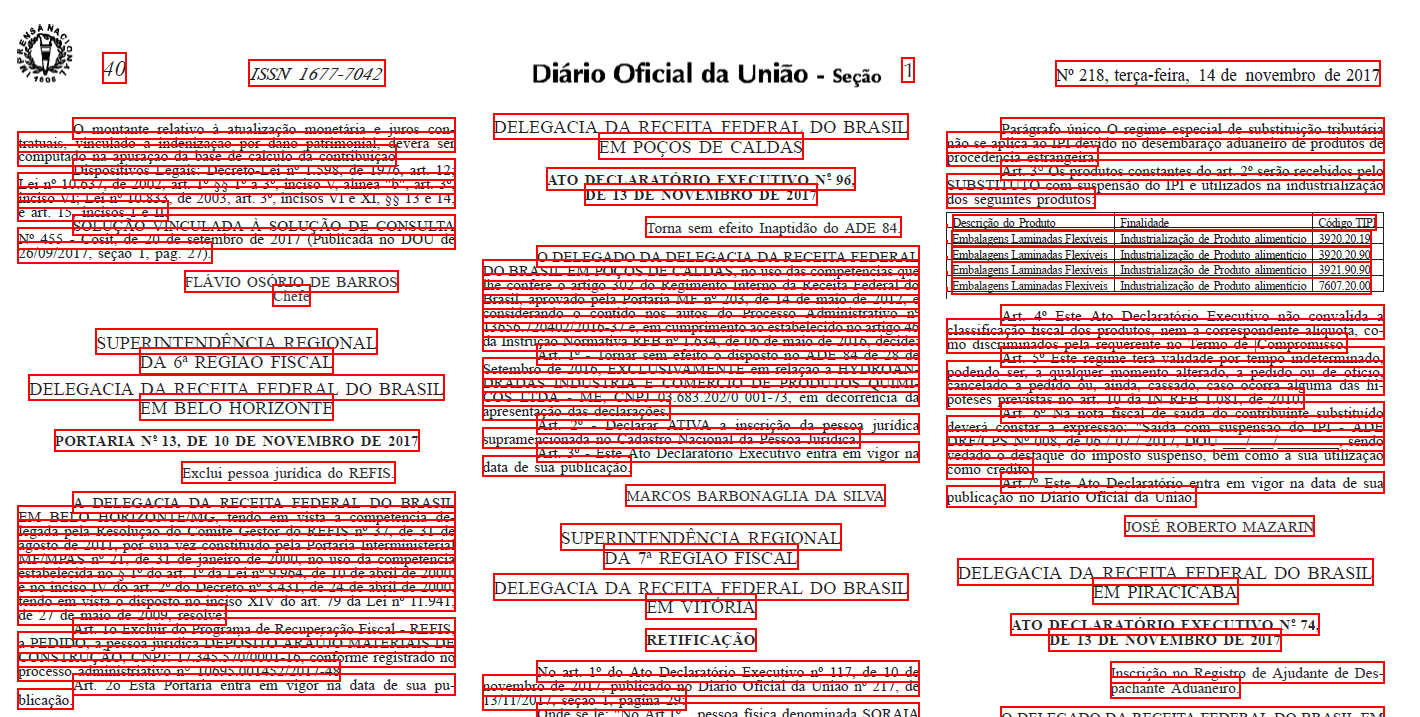 IMPRENSA NACIONAL
1808
40
ISSN 1677-7042
Diário Oficial da União - Seção 1
Nº 218, terça-feira, 14 de novembro de 2017
O montante relativo à atualização monetária e juros con-
tratuais, vinculado a indenização por dano patrimonial, deverá ser
computado na apuração da base de cálculo da contribuição.
Dispositivos Legais: Decreto-Lei nº 1.598, de 1976, art. 12;
Lei nº 10.637, de 2002, art. 1º §§ 1º a 3º, inciso V, alínea "b", art. 3º,
inciso VI; Lei nº 10.833, de 2003, art. 3º, incisos VI e XI, §§ 13 e 14,
e art. 15, incisos I e II.
SOLUÇÃO VINCULADA À SOLUÇÃO DE CONSULTA
Nº 455 - Cosit, de 20 de setembro de 2017 (Publicada no DOU de
26/09/2017, seção 1, pág. 27).
FLÁVIO OSÓRIO DE BARROS
Chefe
SUPERINTENDÊNCIA REGIONAL
DA 6ª REGIÃO FISCAL
DELEGACIA DA RECEITA FEDERAL DO BRASIL
EM BELO HORIZONTE
PORTARIA Nº 13, DE 10 DE NOVEMBRO DE 2017
Exclui pessoa jurídica do REFIS.
A DELEGACIA DA RECEITA FEDERAL DO BRASIL
EM BELO HORIZONTE/MG, tendo em vista a competência de-
legada pela Resolução do Comitê Gestor do REFIS nº 37, de 31 de
agosto de 2011, por sua vez constituído pela Portaria Interministerial
MF/MPAS nº 21, de 31 de janeiro de 2000, no uso da competência
estabelecida no § 1º do art. 1º da Lei nº 9.964, de 10 de abril de 2000,
e no inciso IV do art. 2º do Decreto nº 3.431, de 24 de abril de 2000,
tendo em vista o disposto no inciso XIV do art. 79 da Lei nº 11.941,
de 27 de maio de 2009, resolve:
Art. 1o Excluir do Programa de Recuperação Fiscal - REFIS,
a PEDIDO, a pessoa jurídica DEPOSITO ARAUJO MATERIAIS DE
CONSTRUÇÃO, CNPJ: 17.345.570/0001-16, conforme registrado no
processo administrativo nº 10695.001452/2017-48
Art. 2o Esta Portaria entra em vigor na data de sua pu-
blicação.
DELEGACIA DA RECEITA FEDERAL DO BRASIL
EM POÇOS DE CALDAS
ATO DECLARATÓRIO EXECUTIVO Nº 96,
DE 13 DE NOVEMBRO DE 2017
Torna sem efeito Inaptidão do ADE 84.
O DELEGADO DA DELEGACIA DA RECEITA FEDERAL
DO BRASIL EM POÇOS DE CALDAS, no uso das competências que
lhe confere o artigo 302 do Regimento Interno da Receita Federal do
Brasil, aprovado pela Portaria MF nº 203, de 14 de maio de 2012, e
considerando o contido nos autos do Processo Administrativo nº
13656.720402/2016-37 e, em cumprimento ao estabelecido no artigo 46
da Instrução Normativa RFB nº 1.634, de 06 de maio de 2016, decide:
Art. 1º - Tornar sem efeito o disposto no ADE 84 de 28 de
Setembro de 2016, EXCLUSIVAMENTE em relação a HYDROAN-
DRADAS INDUSTRIA E COMERCIO DE PRODUTOS QUIMI-
COS LTDA - ME, CNPJ 03.683.202/0 001-73, em decorrência da
apresentação das declarações.
Art. 2º - Declarar ATIVA a inscrição da pessoa jurídica
supramencionada no Cadastro Nacional da Pessoa Jurídica.
Art. 3º - Este Ato Declaratório Executivo entra em vigor na
data de sua publicação.
MARCOS BARBONAGLIA DA SILVA
SUPERINTENDÊNCIA REGIONAL
DA 7ª REGIÃO FISCAL
DELEGACIA DA RECEITA FEDERAL DO BRASIL
EM VITÓRIA
RETIFICAÇÃO
No art. 1º do Ato Declaratório Executivo nº 117, de 10 de
novembro de 2017, publicado no Diário Oficial da União nº 217, de
13/11/2017, seção 1, página 29:
Onde se lê: "No Art.1º pessoa física denominada SORAIA
Parágrafo único O regime especial de substituição tributária
não se aplica ao IPI devido no desembaraço aduaneiro de produtos de
procedência estrangeira.
Art. 3º Os produtos constantes do art. 2º serão recebidos pelo
SUBSTITUTO com suspensão do IPI e utilizados na industrialização
dos seguintes produtos:
Descrição do Produto Finalidade Código TIPI
Embalagens Laminadas Flexíveis Industrialização de Produto alimentício 3920.20.19
Embalagens Laminadas Flexíveis Industrialização de Produto alimentício 3920.20.90
Embalagens Laminadas Flexíveis Industrialização de Produto alimentício 3921.90.90
Embalagens Laminadas Flexíveis Industrialização de Produto alimentício 7607.20.00
Art. 4º Este Ato Declaratório Executivo não convalida a
classificação fiscal dos produtos, nem a correspondente alíquota, co-
mo discriminados pela requerente no Termo de Compromisso.
Art. 5º Este regime terá validade por tempo indeterminado,
podendo ser, a qualquer momento alterado, a pedido ou de ofício,
cancelado a pedido ou, ainda, cassado, caso ocorra alguma das hi-
póteses previstas no art. 10 da IN RFB 1.081, de 2010.
Art. 6º Na nota fiscal de saída do contribuinte substituído
deverá constar a expressão: "Saída com suspensão do IPI - ADE
DRF/CPS Nº 008, de 06 / 07 / 2017, DOU___/___/________, sendo
vedado o destaque do imposto suspenso, bem como a sua utilização
como crédito.
Art.7º Este Ato Declaratório entra em vigor na data de sua
publicação no Diário Oficial da União.
JOSÉ ROBERTO MAZARIN
DELEGACIA DA RECEITA FEDERAL DO BRASIL
EM PIRACICABA
ATO DECLARATÓRIO EXECUTIVO Nº 74,
DE 13 DE NOVEMBRO DE 2017
Inscrição no Registro de Ajudante de Des-
pachante Aduaneiro.
O DELEGADO DA RECEITA FEDERAL DO BRASIL EM